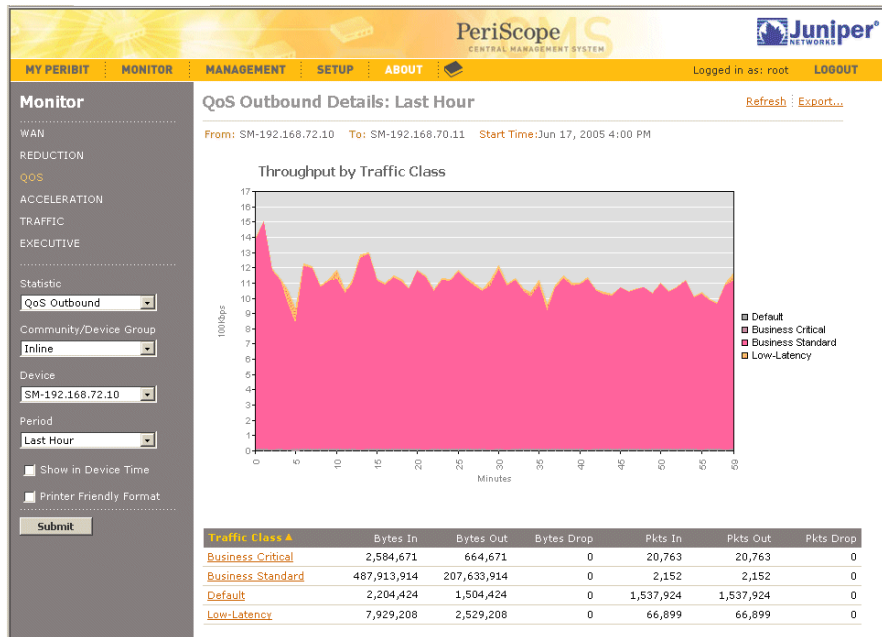 PeriScope
CENTRAL MANAGEMENT SYSTEM
CMS
Juniper
NETWORKS
MY PERIBIT MONITOR MANAGEMENT SETUP ABOUT Logged in as: root LOGOUT
Monitor
WAN
REDUCTION
QOS
ACCELERATION
TRAFFIC
EXECUTIVE
Statistic
QoS Outbound
Community/Device Group
Inline
Device
SM-192.168.72.10
Period
Last Hour
Show in Device Time
Printer Friendly Format
Submit
QoS Outbound Details: Last Hour
Refresh Export...
From: SM-192.168.72.10 To: SM-192.168.70.11 Start Time:Jun 17, 2005 4:00 PM
Throughput by Traffic Class
17
16
15
14
13
12
11
10
9
8
7
6
5
4
3
2
1
0
100Kbps
0 5 10 15 20 25 30 35 40 45 50 55 59
Minutes
Default
Business Critical
Business Standard
Low-Latency
Traffic Class Bytes In Bytes Out Bytes Drop Pkts In Pkts Out Pkts Drop
Business Critical 2,584,671 664,671 0 20,763 20,763 0
Business Standard 487,913,914 207,633,914 0 2,152 2,152 0
Default 2,204,424 1,504,424 0 1,537,924 1,537,924 0
Low-Latency 7,929,208 2,529,208 0 66,899 66,899 0